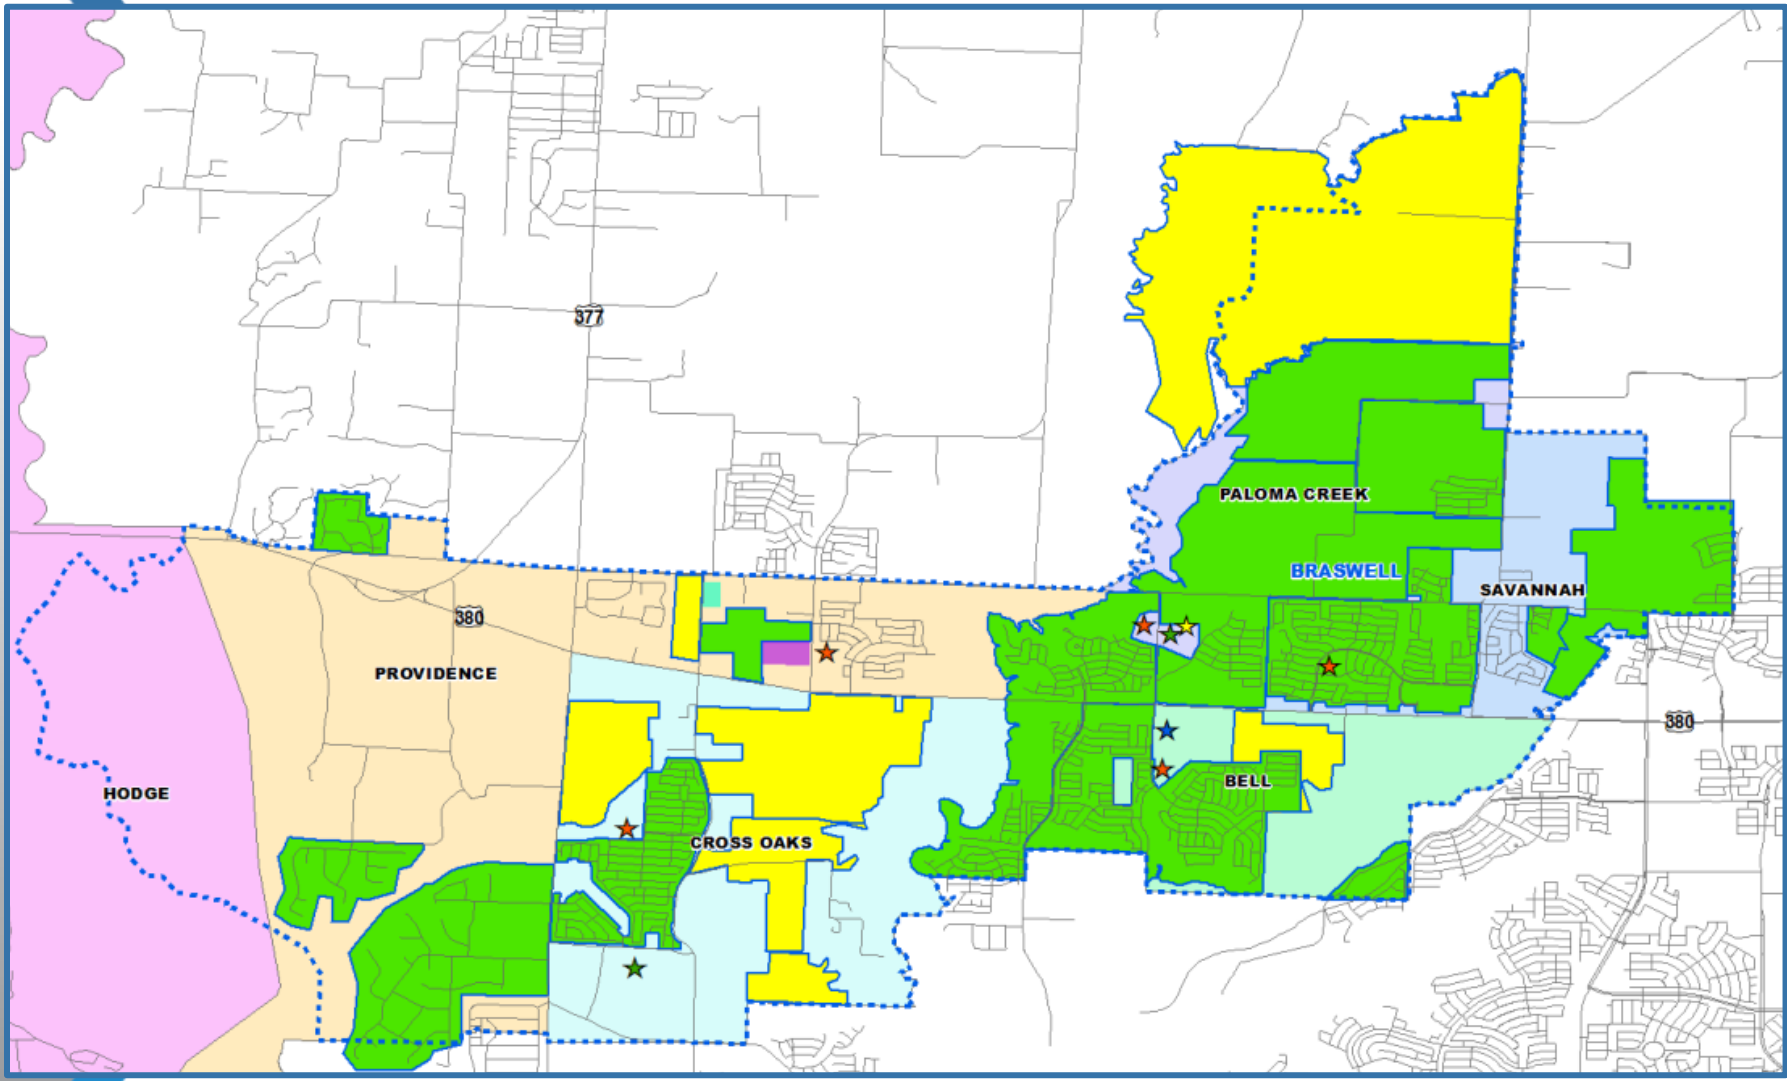 377
PALOMA CREEK
BRASWELL
SAVANNAH
380
PROVIDENCE
380
HODGE
BELL
CROSS OAKS